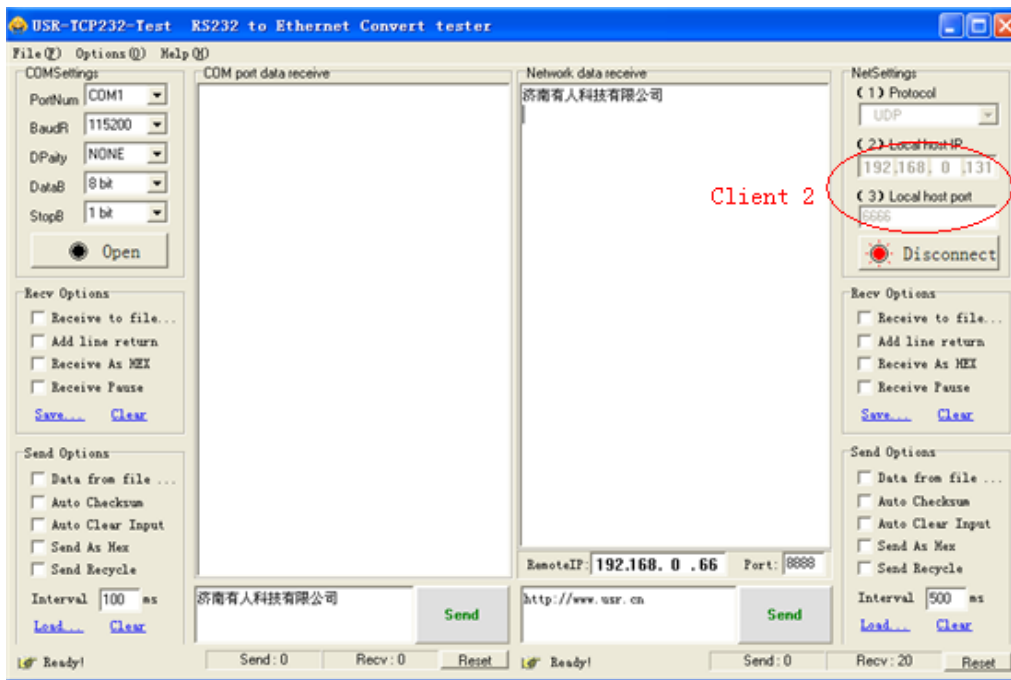 USR-TCP232-Test RS232 to Ethernet Convert tester
File(F) Options(O) Help(H)
COMSettings
PortNum COM1
BaudR 115200
DPaity NONE
DataB 8 bit
StopB 1 bit
Open
Recv Options
Receive to file...
Add line return
Receive As HEX
Receive Pause
Save... Clear
Send Options
Data from file ...
Auto Checksum
Auto Clear Input
Send As Hex
Send Recycle
Interval 100 ms
Load... Clear
COM port data receive
济南有人科技有限公司
Send
Network data receive
济南有人科技有限公司
Client 2
RemoteIP: 192.168. 0 .66 Port: 8888
http://www.usr.cn
Send
NetSettings
(1) Protocol
UDP
(2) Local host IP
192.168. 0 .131
(3) Local host port
6666
Disconnect
Recv Options
Receive to file...
Add line return
Receive As HEX
Receive Pause
Save... Clear
Send Options
Data from file ...
Auto Checksum
Auto Clear Input
Send As Hex
Send Recycle
Interval 500 ms
Load... Clear
Ready! Send : 0 Recv : 0 Reset
Ready! Send : 0 Recv : 20 Reset